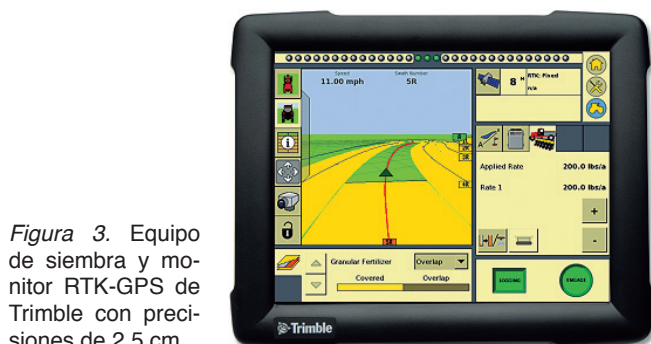 Speed
11.00 mph
Swath Number
5R
8
RTK: Fixed
n/a
i
A
Applied Rate 200.0 lbs/a
Rate 1 200.0 lbs/a
+
-
Granular Fertilizer
Overlap
Covered
Overlap
LOGGING
ENGAGE
5R
Trimble
Figura 3. Equipo
de siembra y mo-
nitor RTK-GPS de
Trimble con preci-
siones de 2,5 cm